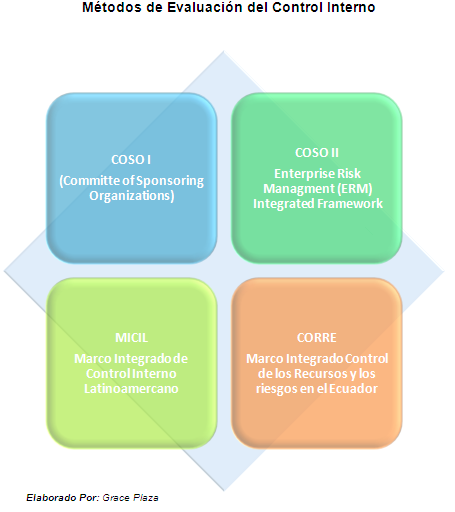 Métodos de Evaluación del Control Interno
COSO I
(Committe of Sponsoring
Organizations)
COSO II
Enterprise Risk
Managment (ERM)
Integrated Framework
MICIL
Marco Integrado de
Control Interno
Latinoamercano
CORRE
Marco Integrado Control
de los Recursos y los
riesgos en el Ecuador
Elaborado Por: Grace Plaza